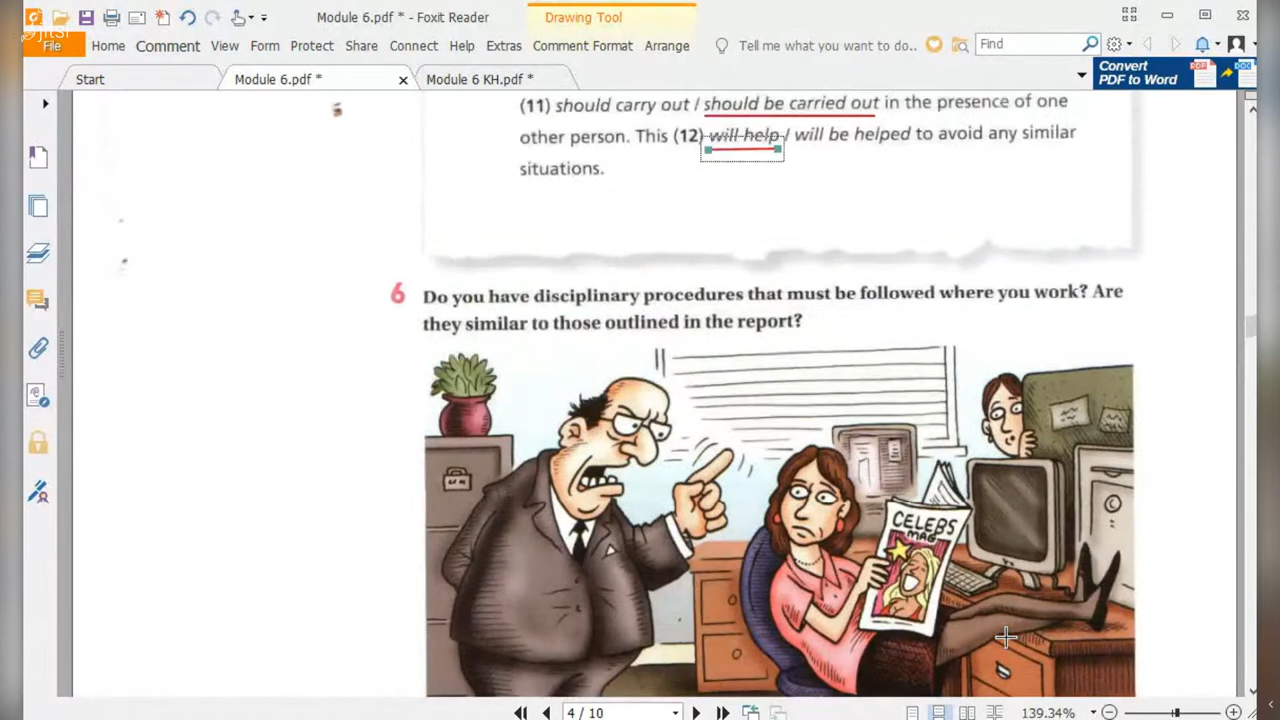 Module 6.pdf * - Foxit Reader
Drawing Tool
jitsi
File
Home
Comment
View
Form
Protect
Share
Connect
Help
Extras
Comment Format
Arrange
Tell me what you want to do..
Find
Start
Module 6.pdf *
Module 6 KH.pdf *
Convert
PDF to Word
(11) should carry out / should be carried out in the presence of one
other person. This (12) will help / will be helped to avoid any similar
situations.
6 Do you have disciplinary procedures that must be followed where you work? Are
they similar to those outlined in the report?
CELEBS
MAG
4 / 10
139.34%